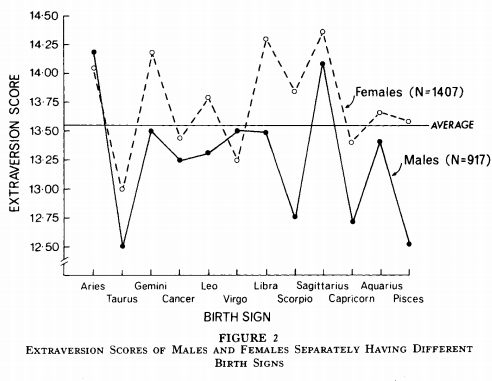 14·50
14·25
14·00
13·75
13·50
13·25
13·00
12·75
12·50
EXTRAVERSION SCORE
Females (N=1407)
AVERAGE
Males (N=917)
Aries
Taurus
Gemini
Cancer
Leo
Virgo
Libra
Scorpio
Sagittarius
Capricorn
Aquarius
Pisces
BIRTH SIGN
FIGURE 2
EXTRAVERSION SCORES OF MALES AND FEMALES SEPARATELY HAVING DIFFERENT
BIRTH SIGNS